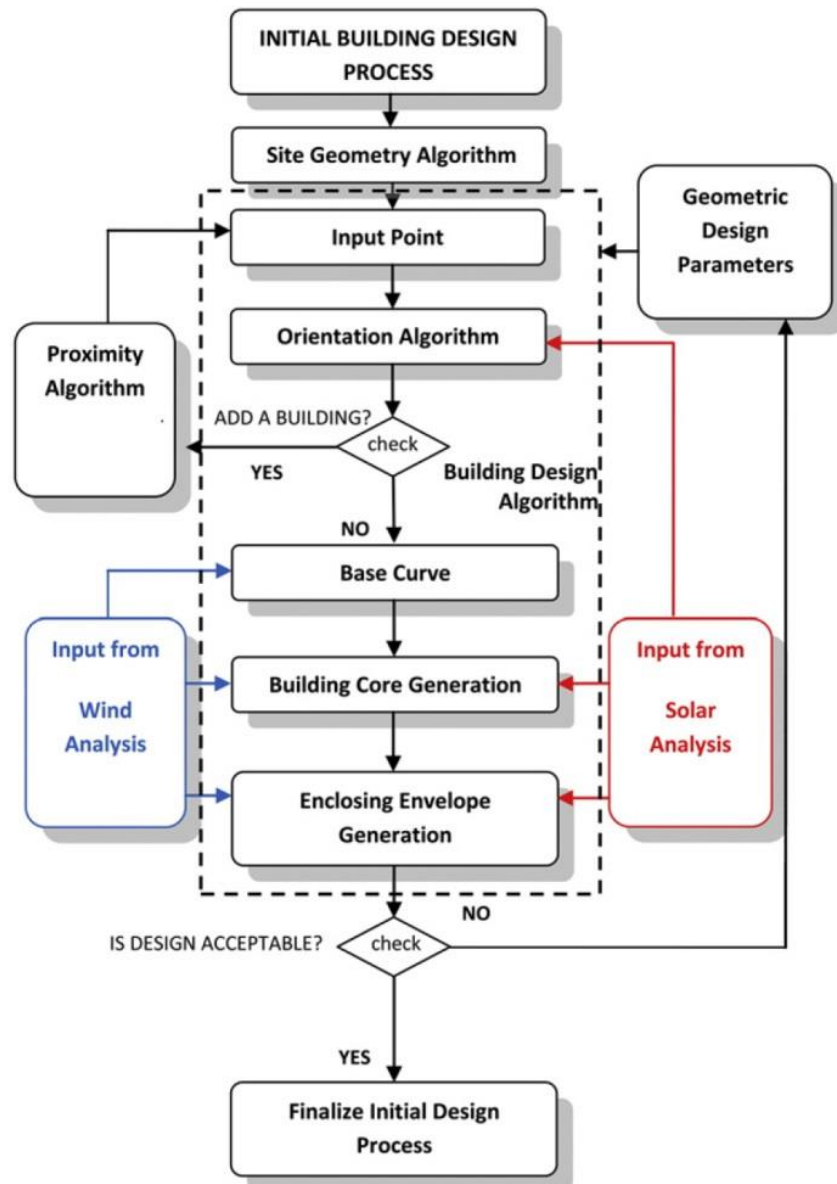 INITIAL BUILDING DESIGN
PROCESS
Site Geometry Algorithm
Input Point
Geometric
Design
Parameters
Orientation Algorithm
Proximity
Algorithm
.
ADD A BUILDING?
check
YES
Building Design
Algorithm
NO
Base Curve
Input from
Wind
Analysis
Building Core Generation
Input from
Solar
Analysis
Enclosing Envelope
Generation
NO
IS DESIGN ACCEPTABLE?
check
YES
Finalize Initial Design
Process